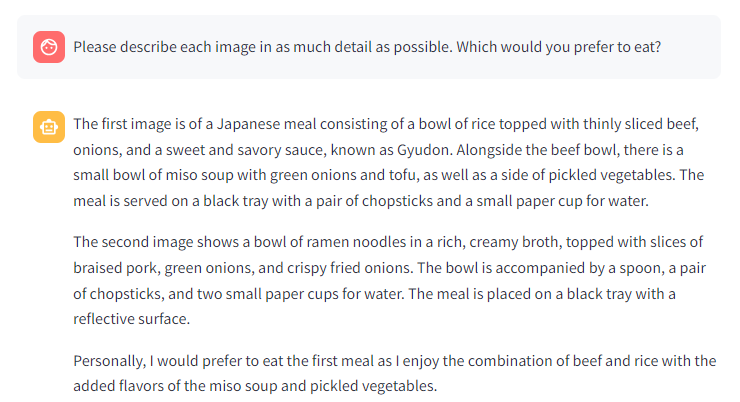 Please describe each image in as much detail as possible. Which would you prefer to eat?
The first image is of a Japanese meal consisting of a bowl of rice topped with thinly sliced beef,
onions, and a sweet and savory sauce, known as Gyudon. Alongside the beef bowl, there is a
small bowl of miso soup with green onions and tofu, as well as a side of pickled vegetables. The
meal is served on a black tray with a pair of chopsticks and a small paper cup for water.
The second image shows a bowl of ramen noodles in a rich, creamy broth, topped with slices of
braised pork, green onions, and crispy fried onions. The bowl is accompanied by a spoon, a pair
of chopsticks, and two small paper cups for water. The meal is placed on a black tray with a
reflective surface.
Personally, I would prefer to eat the first meal as I enjoy the combination of beef and rice with the
added flavors of the miso soup and pickled vegetables.